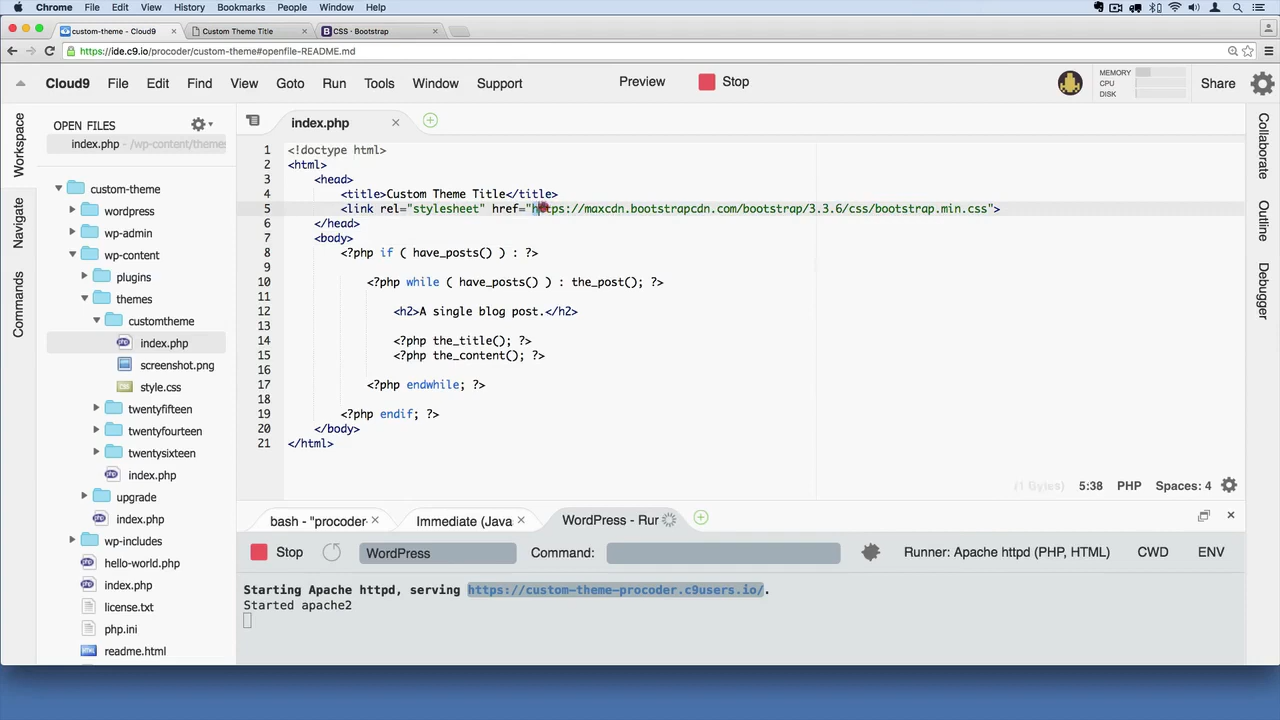 Chrome File Edit View History Bookmarks People Window Help
custom-theme - Cloud9 Custom Theme Title CSS · Bootstrap
https://ide.c9.io/procoder/custom-theme#openfile-README.md
Cloud9 File Edit Find View Goto Run Tools Window Support Preview Stop MEMORY CPU DISK Share
Workspace
Navigate
Commands
OPEN FILES
index.php - /wp-content/themes
custom-theme
wordpress
wp-admin
wp-content
plugins
themes
customtheme
index.php
screenshot.png
style.css
twentyfifteen
twentyfourteen
twentysixteen
index.php
upgrade
index.php
wp-includes
hello-world.php
index.php
license.txt
php.ini
readme.html
index.php
1 <!doctype html>
2 <html>
3 <head>
4 <title>Custom Theme Title</title>
5 <link rel="stylesheet" href="https://maxcdn.bootstrapcdn.com/bootstrap/3.3.6/css/bootstrap.min.css">
6 </head>
7 <body>
8 <?php if ( have_posts() ) : ?>
9
10 <?php while ( have_posts() ) : the_post(); ?>
11
12 <h2>A single blog post.</h2>
13
14 <?php the_title(); ?>
15 <?php the_content(); ?>
16
17 <?php endwhile; ?>
18
19 <?php endif; ?>
20 </body>
21 </html>
(1 Bytes) 5:38 PHP Spaces: 4
Collaborate
Outline
Debugger
bash - "procoder- Immediate (Java WordPress - Run
Stop WordPress Command: Runner: Apache httpd (PHP, HTML) CWD ENV
Starting Apache httpd, serving https://custom-theme-procoder.c9users.io/.
Started apache2